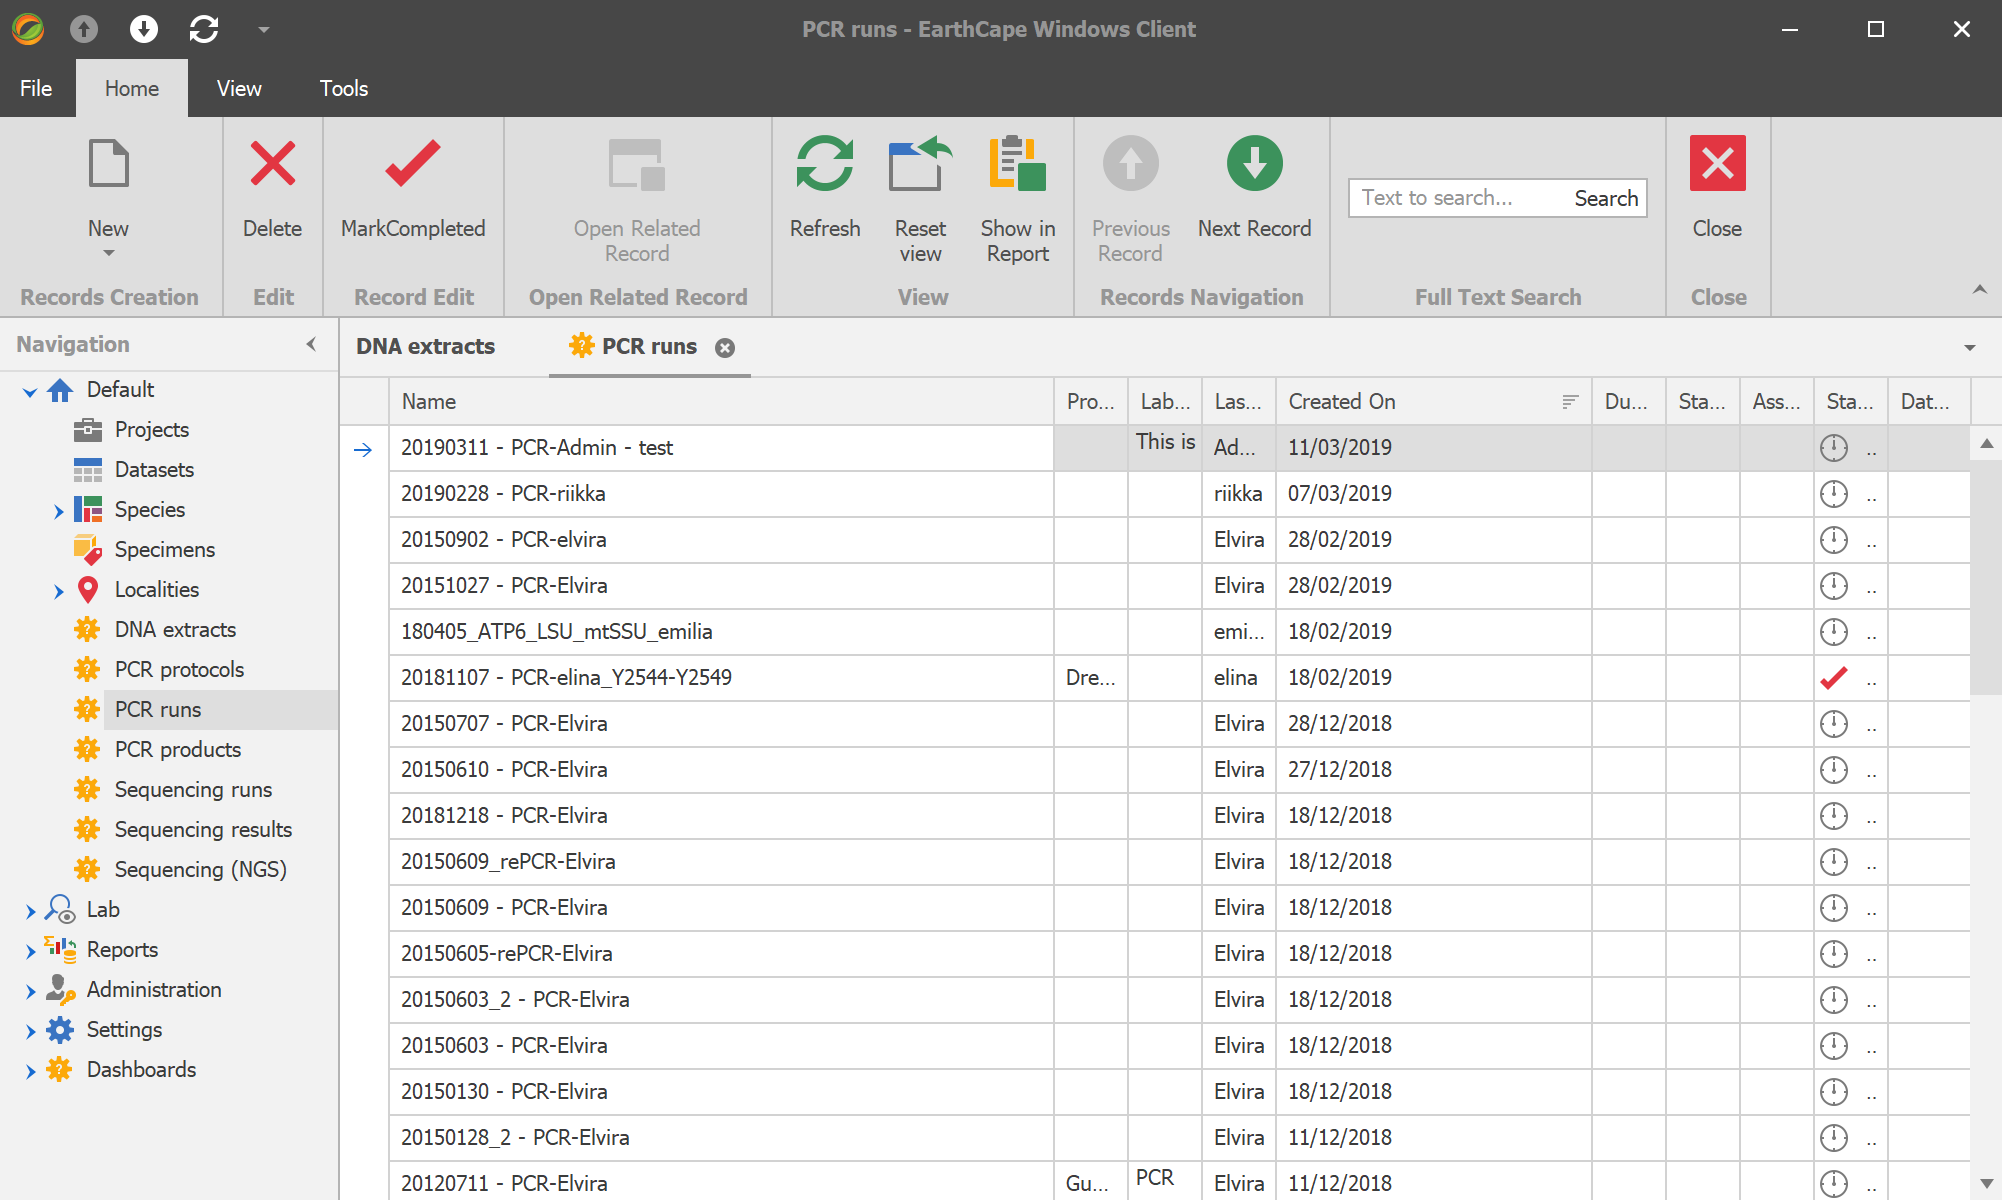 PCR runs - EarthCape Windows Client
File Home View Tools
New
Delete
MarkCompleted
Open Related
Record
Refresh
Reset
view
Show in
Report
Previous
Record
Next Record
Text to search... Search
Close
Records Creation Edit Record Edit Open Related Record View Records Navigation Full Text Search Close
Navigation
Default
Projects
Datasets
Species
Specimens
Localities
DNA extracts
PCR protocols
PCR runs
PCR products
Sequencing runs
Sequencing results
Sequencing (NGS)
Lab
Reports
Administration
Settings
Dashboards
DNA extracts PCR runs
Name Pro... Lab... Las... Created On Du... Sta... Ass... Sta... Dat...
20190311 - PCR-Admin - test This is Ad... 11/03/2019 ..
20190228 - PCR-riikka riikka 07/03/2019 ..
20150902 - PCR-elvira Elvira 28/02/2019 ..
20151027 - PCR-Elvira Elvira 28/02/2019 ..
180405_ATP6_LSU_mtSSU_emilia emi... 18/02/2019 ..
20181107 - PCR-elina_Y2544-Y2549 Dre... elina 18/02/2019 ..
20150707 - PCR-Elvira Elvira 28/12/2018 ..
20150610 - PCR-Elvira Elvira 27/12/2018 ..
20181218 - PCR-Elvira Elvira 18/12/2018 ..
20150609_rePCR-Elvira Elvira 18/12/2018 ..
20150609 - PCR-Elvira Elvira 18/12/2018 ..
20150605-rePCR-Elvira Elvira 18/12/2018 ..
20150603_2 - PCR-Elvira Elvira 18/12/2018 ..
20150603 - PCR-Elvira Elvira 18/12/2018 ..
20150130 - PCR-Elvira Elvira 18/12/2018 ..
20150128_2 - PCR-Elvira Elvira 11/12/2018 ..
20120711 - PCR-Elvira Gu... PCR Elvira 11/12/2018 ..